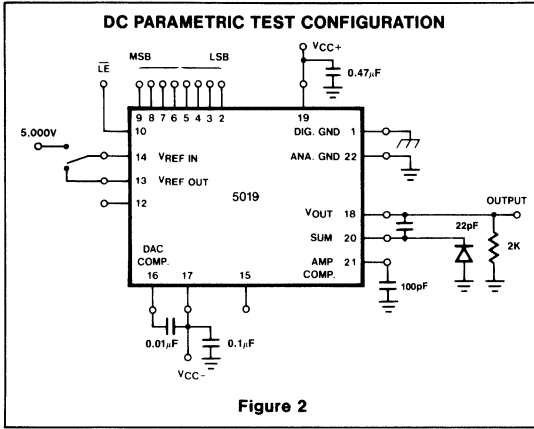 DC PARAMETRIC TEST CONFIGURATION
VCC+
MSB LSB
LE
0.47µF
9 8 7 6 5 4 3 2
19
5,000V
10
DIG. GND 1
14 VREF IN
ANA. GND 22
13 VREF OUT
5019
12
OUTPUT
VOUT 18
22pF
SUM 20
2K
DAC
COMP.
AMP
COMP.
21
16 17 15
100pF
0.01µF
0.1µF
VCC-
Figure 2